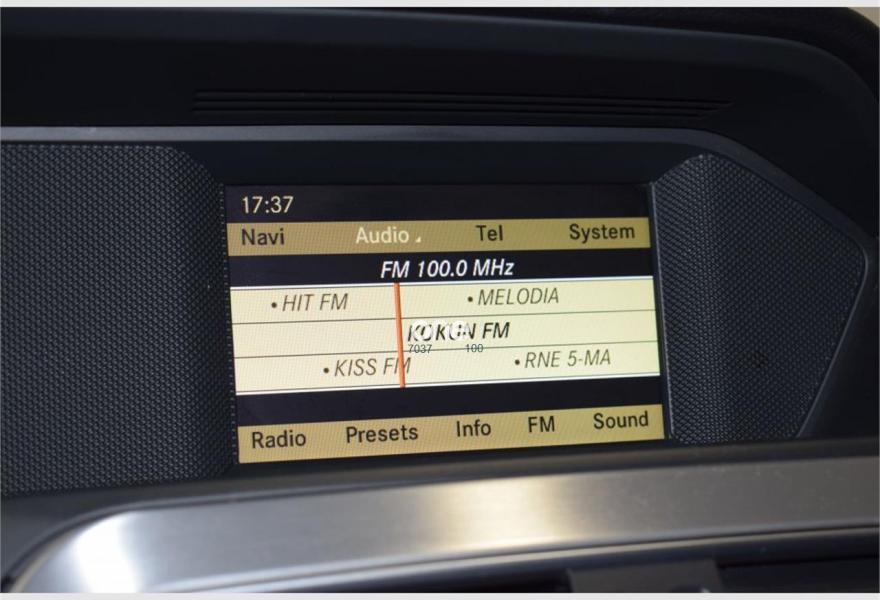 17:37
Navi Audio Tel System
FM 100.0 MHz
•HIT FM •MELODIA
KOKUN FM
7037 100
•KISS FM •RNE 5-MA
Radio Presets Info FM Sound